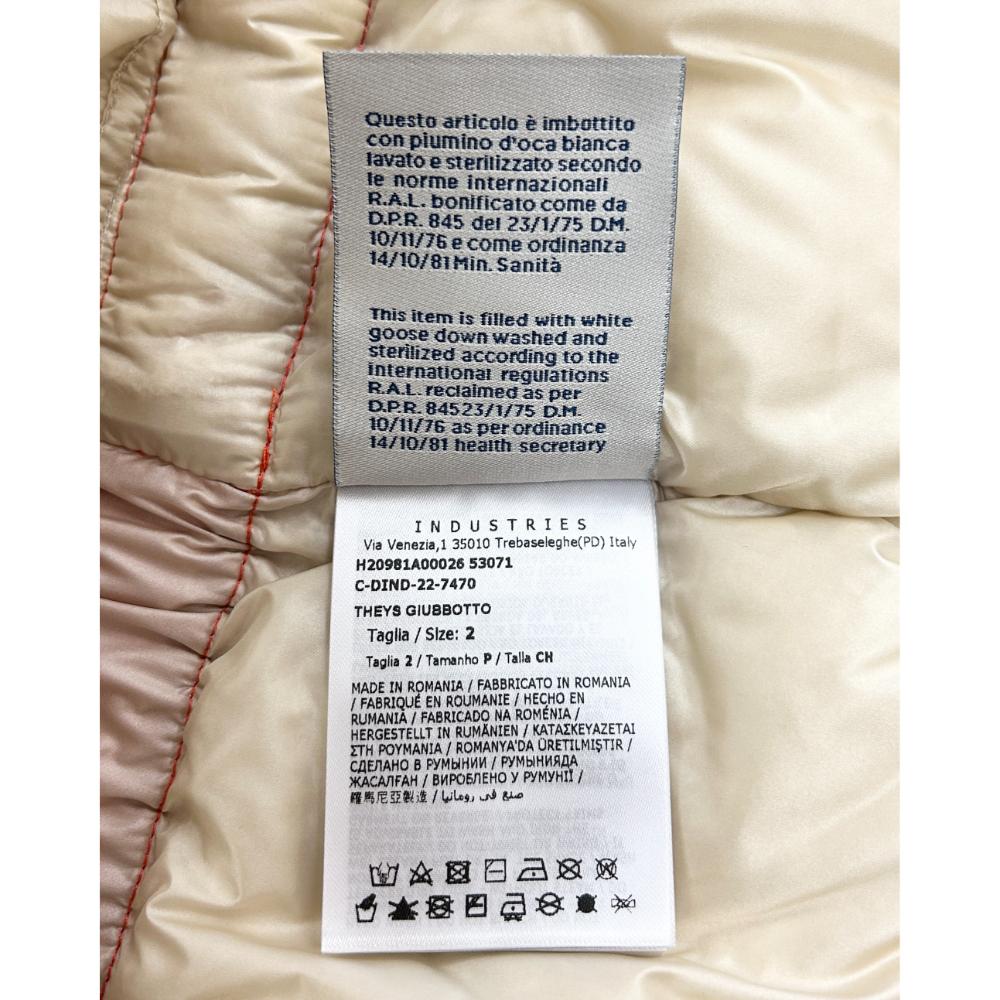 Questo articolo è imbottito
con piumino d'oca bianca
lavato e sterilizzato secondo
le norme internazionali
R.A.L. bonificato come da
D.P.R. 845 del 23/1/75 D.M.
10/11/76 e come ordinanza
14/10/81 Min. Sanità
This item is filled with white
goose down washed and
sterilized according to the
international regulations
R.A.L. reclaimed as per
D.P.R. 84523/1/75 D.M.
10/11/76 as per ordinance
14/10/81 health secretary
INDUSTRIES
Via Venezia,1 35010 Trebaseleghe(PD) Italy
H20981A00026 53071
C-DIND-22-7470
THEYS GIUBBOTTO
Taglia / Size: 2
Taglia 2 / Tamanho P / Talla CH
MADE IN ROMANIA / FABBRICATO IN ROMANIA
/ FABRIQUÉ EN ROUMANIE / HECHO EN
RUMANIA / FABRICADO NA ROMÉNIA /
HERGESTELLT IN RUMÄNIEN / ΚΑΤΑΣΚΕΥΑΖΕΤΑΙ
ΣΤΗ ΡΟΥΜΑΝΙΑ / ROMANYA'DA ÜRETILMIŞTIR /
СДЕЛАНО В РУМЫНИИ / РУМЫНИЯДА
ЖАСАЛҒАН / ВИРОБЛЕНО У РУМУНІЇ /
羅馬尼亞製造 / صنع في رومانيا